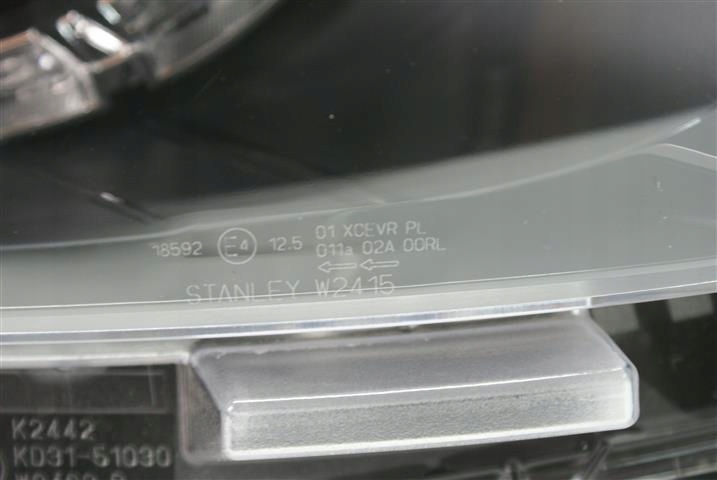 18592 E4 12.5 01 XCEVR PL
011a 02A 00RL
STANLEY W2415
K2442
KD31-51030